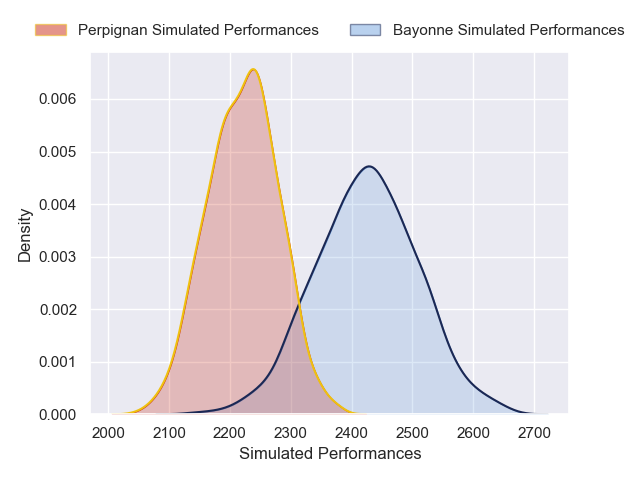 Perpignan Simulated Performances Bayonne Simulated Performances
0.006
0.005
0.004
0.003
0.002
0.001
0.000
Density
2000 2100 2200 2300 2400 2500 2600 2700
Simulated Performances